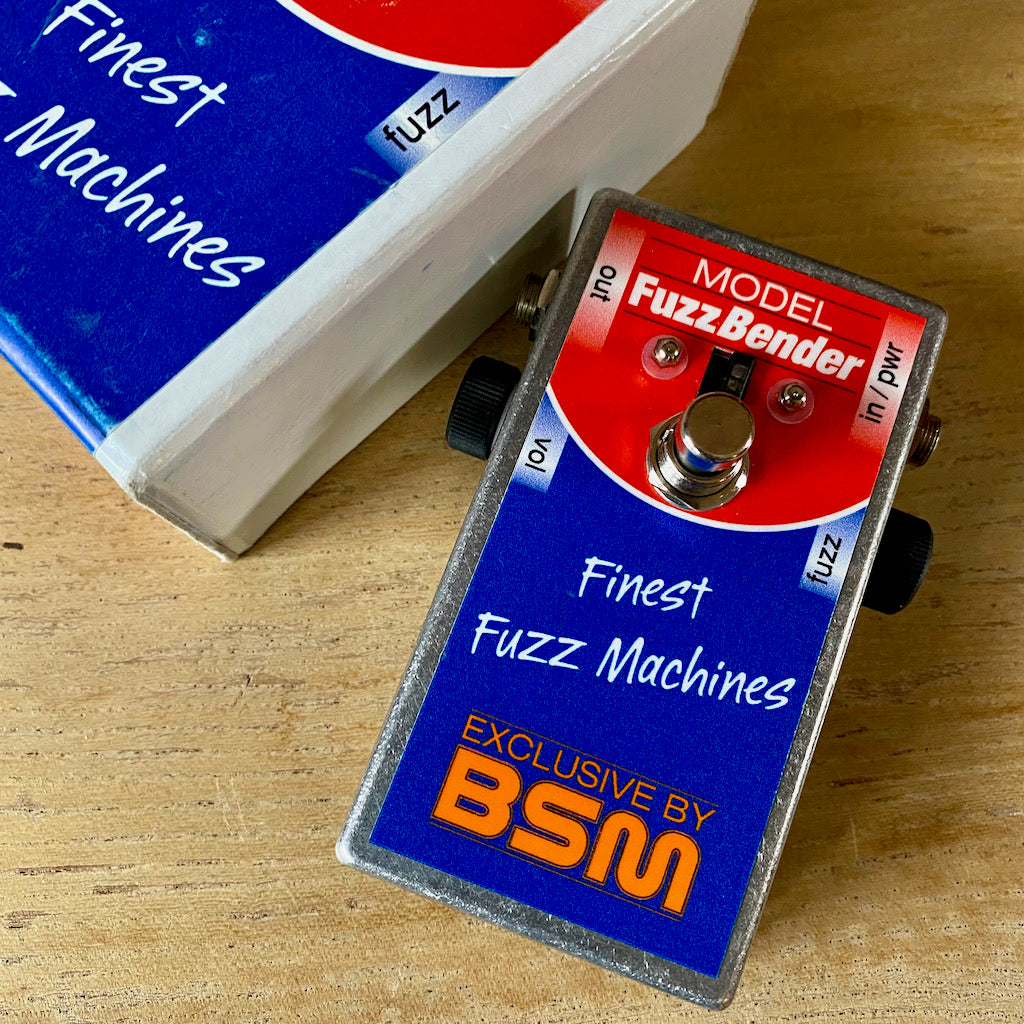 Finest
Machines
fuzz
MODEL
FuzzBender
out
in / pwr
vol
fuzz
Finest
Fuzz Machines
EXCLUSIVE BY
BSM